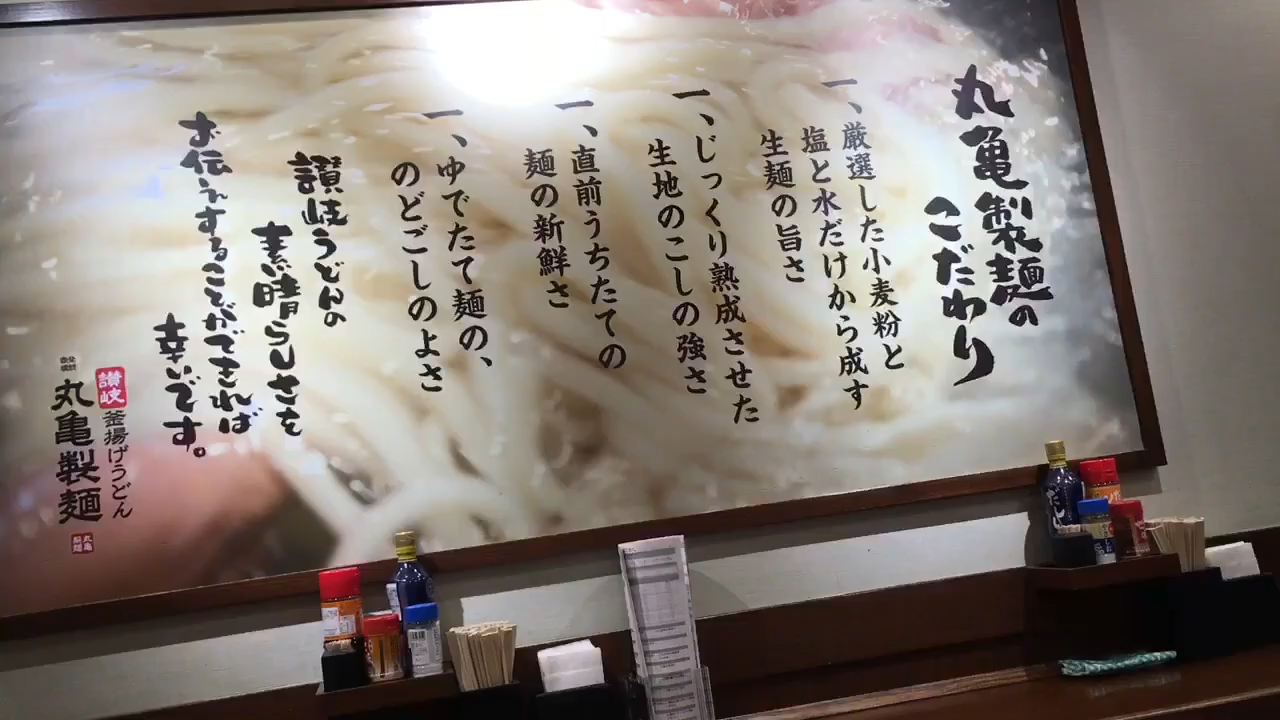 丸亀製麺の
こだわり
一、厳選した小麦粉と
塩と水だけから成す
生麺の旨さ
一、じっくり熟成させた
生地のこしの強さ
一、直前うちたての
麺の新鮮さ
一、ゆでたて麺の、
のどごしのよさ
讃岐うどんの
素晴らしさを
お伝えすることができれば
幸いです。
讃岐
釜揚げうどん
丸亀製麺
丸亀
製麺
だし